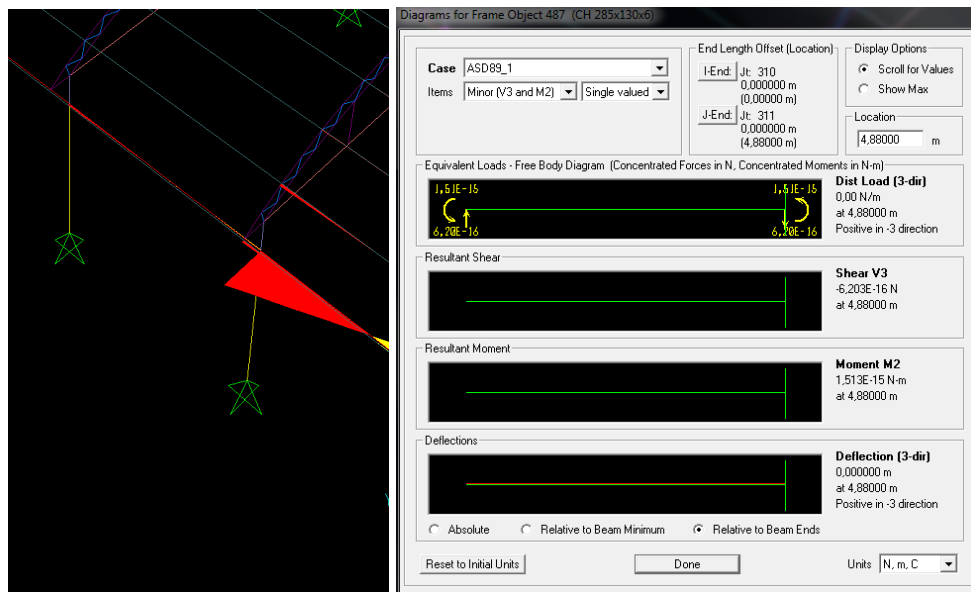 Diagrams for Frame Object 487 (CH 285x130x6)
Case ASD89_1
Items Minor (V3 and M2) Single valued
End Length Offset (Location)
I-End: Jt: 310
0,000000 m
(0,00000 m)
J-End: Jt: 311
0,000000 m
(4,88000 m)
Display Options
Scroll for Values
Show Max
Location
4,88000 m
Equivalent Loads - Free Body Diagram (Concentrated Forces in N, Concentrated Moments in N-m)
1,51E-15 1,51E-15
6,20E-16 6,20E-16
Dist Load (3-dir)
0,00 N/m
at 4,88000 m
Positive in -3 direction
Resultant Shear
Shear V3
-6,203E-16 N
at 4,88000 m
Resultant Moment
Moment M2
1,513E-15 N-m
at 4,88000 m
Deflections
Deflection (3-dir)
0,000000 m
at 4,88000 m
Positive in -3 direction
Absolute Relative to Beam Minimum Relative to Beam Ends
Reset to Initial Units Done Units N, m, C